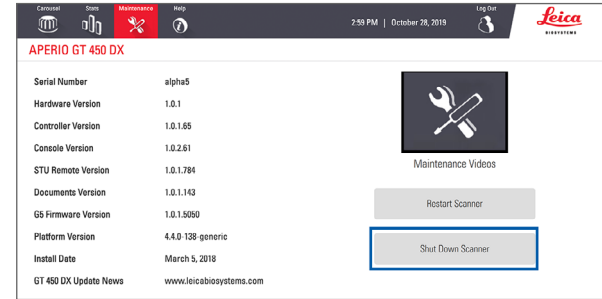 Carousel Stats Maintenance Help Log Out
2:59 PM | October 28, 2019
Leica
BIOSYSTEMS
APERIO GT 450 DX
Serial Number alpha5
Hardware Version 1.0.1
Controller Version 1.0.1.65
Console Version 1.0.2.61
STU Remote Version 1.0.1.784
Documents Version 1.0.1.143
G5 Firmware Version 1.0.1.5050
Platform Version 4.4.0-138-generic
Install Date March 5, 2018
GT 450 DX Update News www.leicabiosystems.com
Maintenance Videos
Restart Scanner
Shut Down Scanner